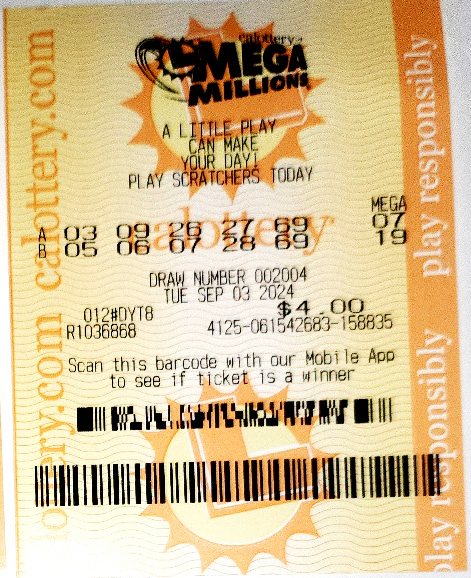 calottery
MEGA
MILLIONS
A LITTLE PLAY
CAN MAKE
YOUR DAY!
PLAY SCRATCHERS TODAY
MEGA
A 03 09 26 27 69 07
B 05 06 07 28 69 19
DRAW NUMBER 002004
TUE SEP 03 2024
012#DYT8 $4.00
R1036868 4125-061542683-158835
Scan this barcode with our Mobile App
to see if ticket is a winner
calottery
lottery.com calottery.com
play responsibly play responsibly